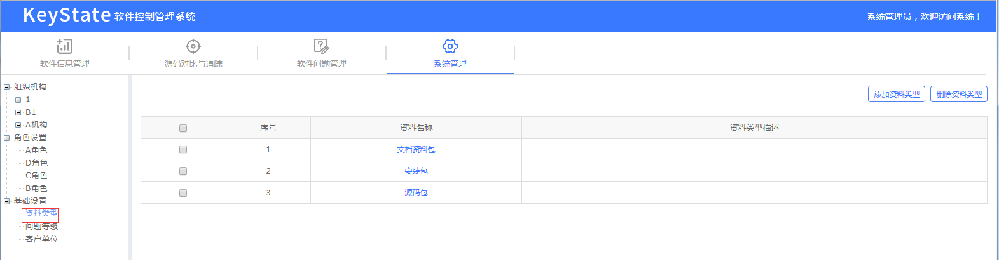 KeyState 软件控制管理系统
系统管理员，欢迎访问系统！
软件信息管理
源码对比与追踪
软件问题管理
系统管理
组织机构
1
B1
A机构
角色设置
A角色
D角色
C角色
B角色
基础设置
资料类型
问题等级
客户单位
添加资料类型 删除资料类型
序号 资料名称 资料类型描述
1 文档资料包
2 安装包
3 源码包